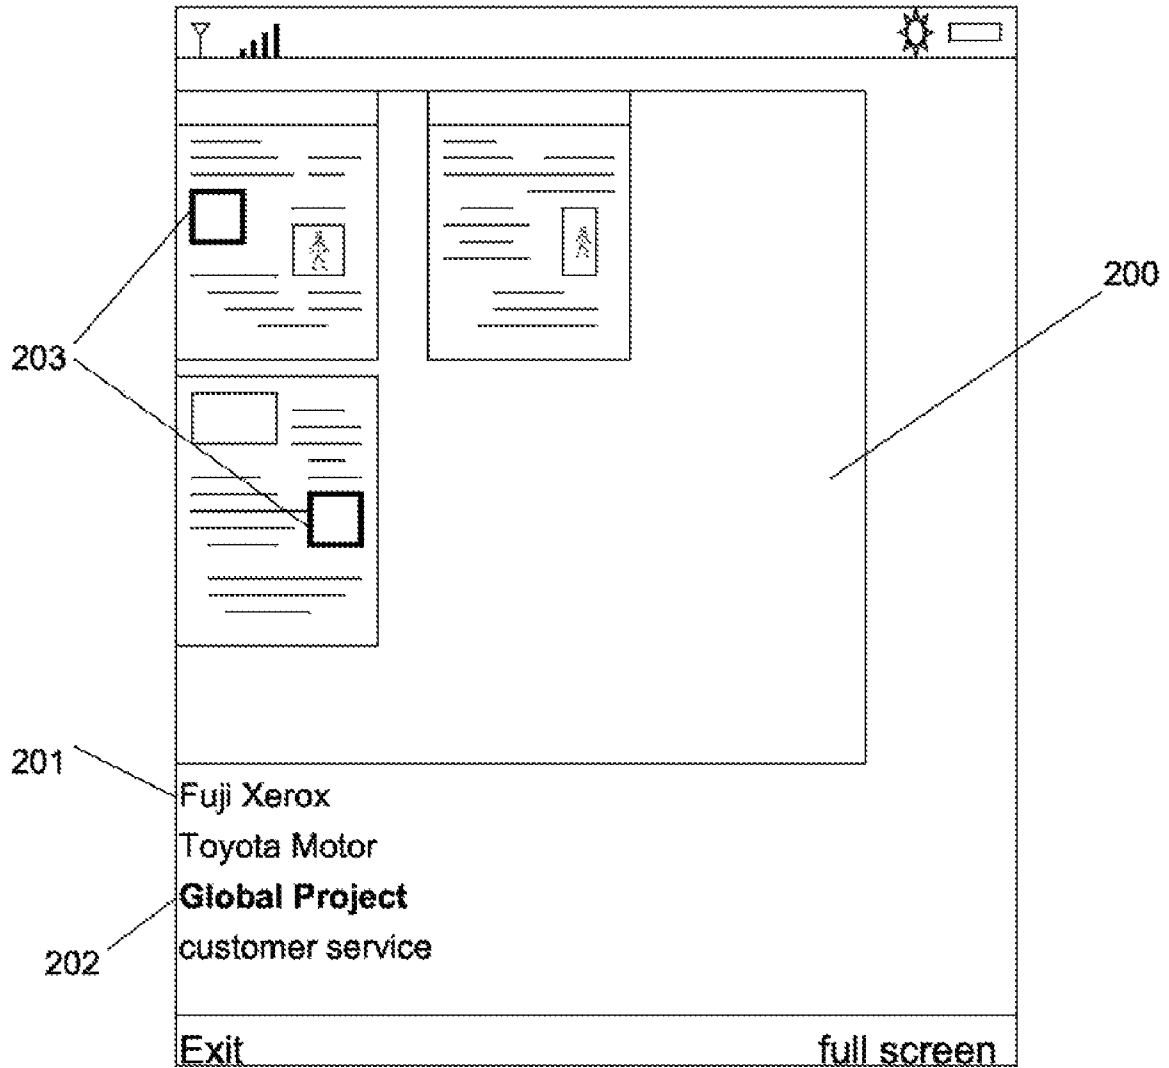 200
203
201
Fuji Xerox
Toyota Motor
Global Project
202
customer service
Exit
full screen